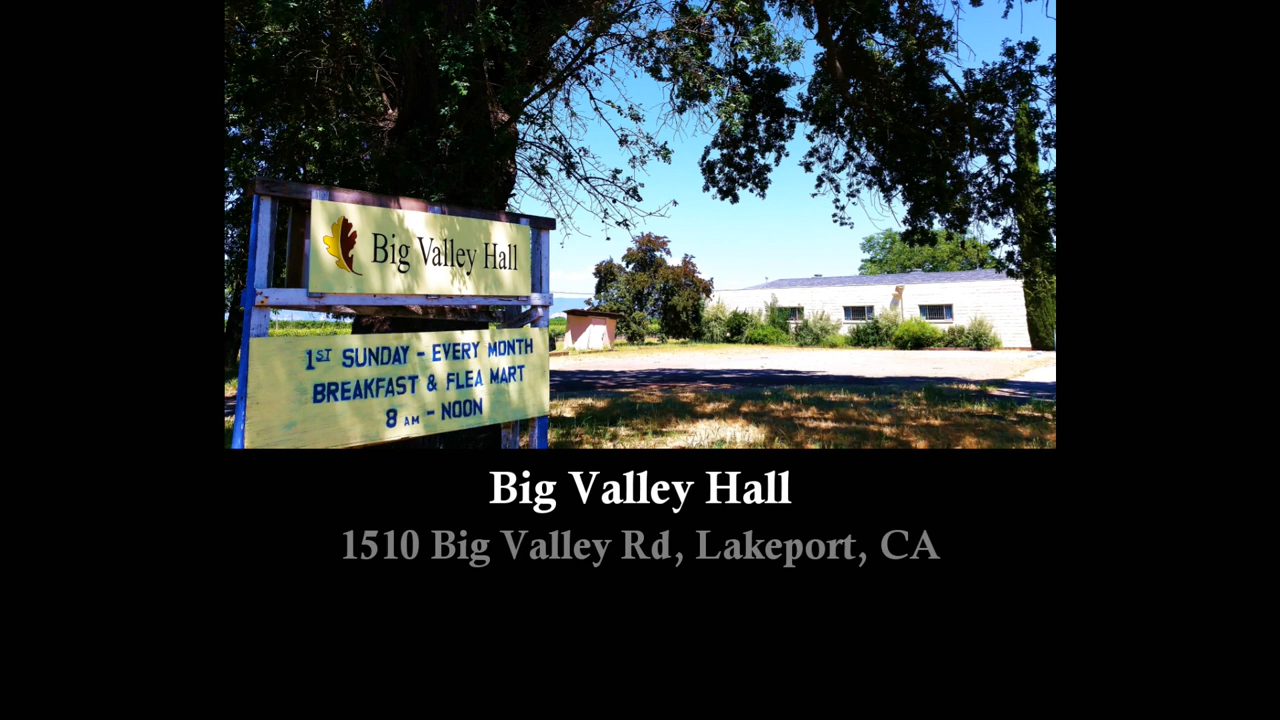 Big Valley Hall
1ST SUNDAY - EVERY MONTH
BREAKFAST & FLEA MART
8 AM - NOON
Big Valley Hall
1510 Big Valley Rd, Lakeport, CA